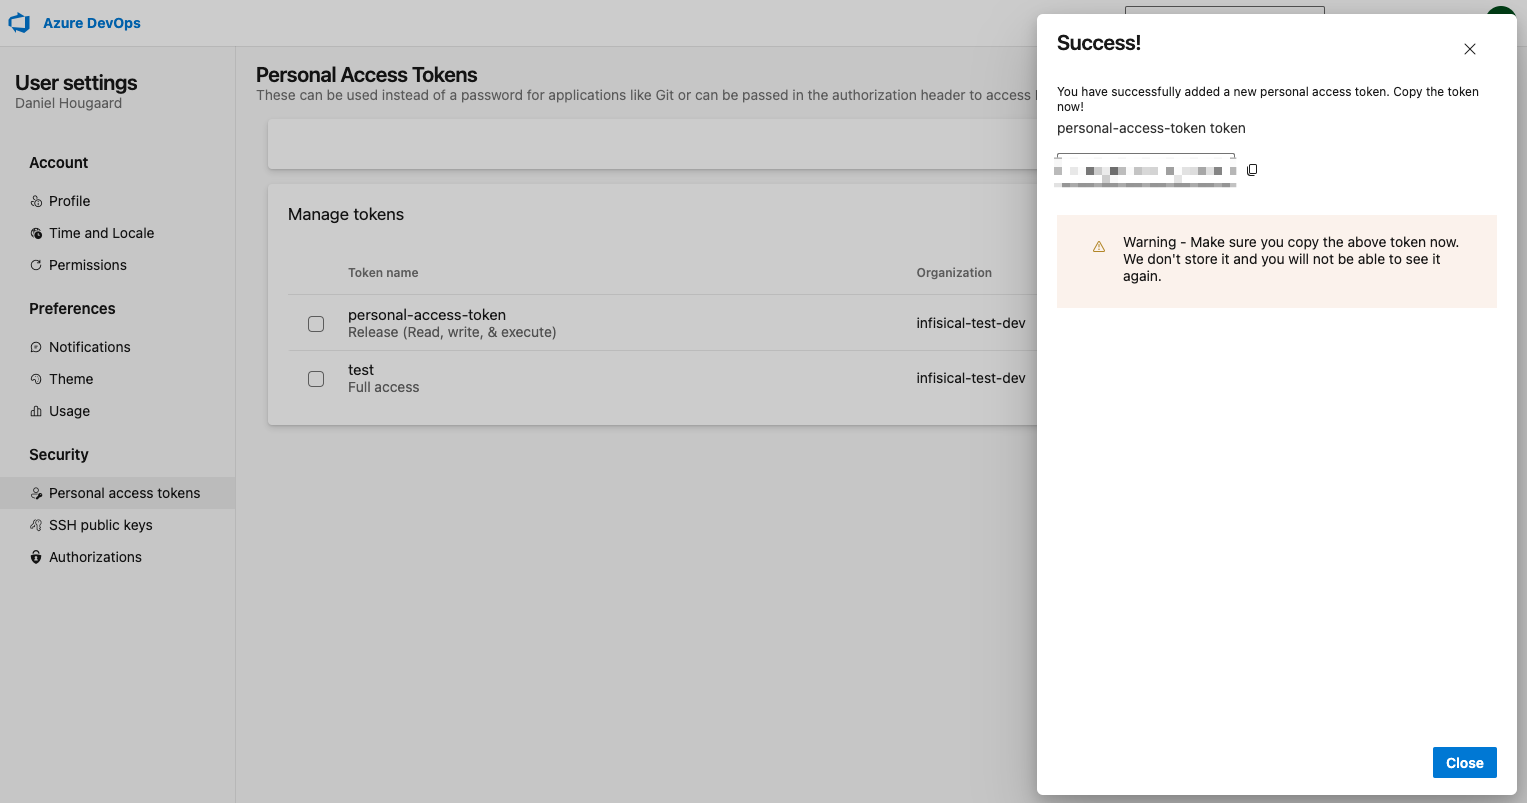 Azure DevOps
User settings
Daniel Hougaard
Account
Profile
Time and Locale
Permissions
Preferences
Notifications
Theme
Usage
Security
Personal access tokens
SSH public keys
Authorizations
Personal Access Tokens
These can be used instead of a password for applications like Git or can be passed in the authorization header to access
Manage tokens
Token name Organization
personal-access-token
Release (Read, write, & execute)
infisical-test-dev
test
Full access
infisical-test-dev
Success!
You have successfully added a new personal access token. Copy the token
now!
personal-access-token token
Warning - Make sure you copy the above token now.
We don't store it and you will not be able to see it
again.
Close